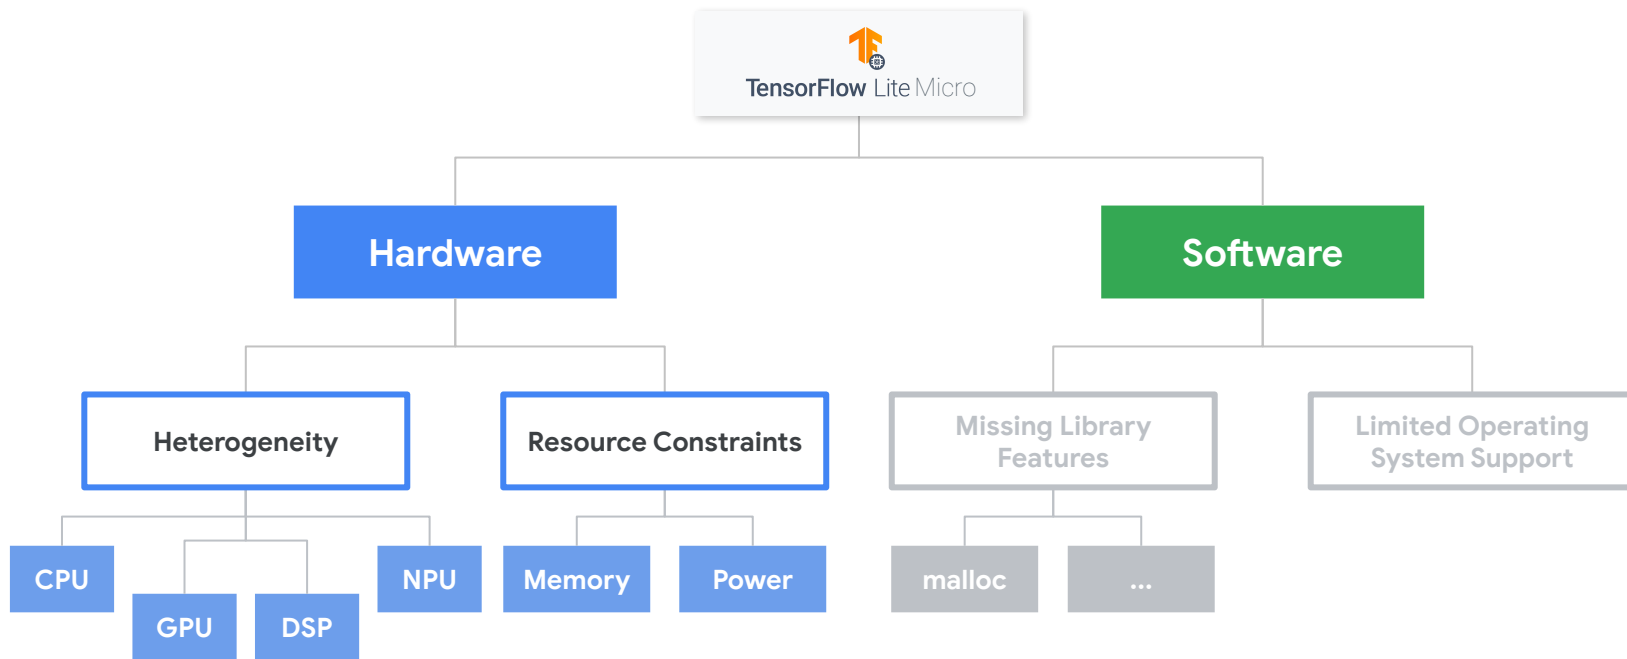 TensorFlow Lite Micro
Hardware
Software
Heterogeneity
Resource Constraints
Missing Library
Features
Limited Operating
System Support
CPU
GPU
DSP
NPU
Memory
Power
malloc
...